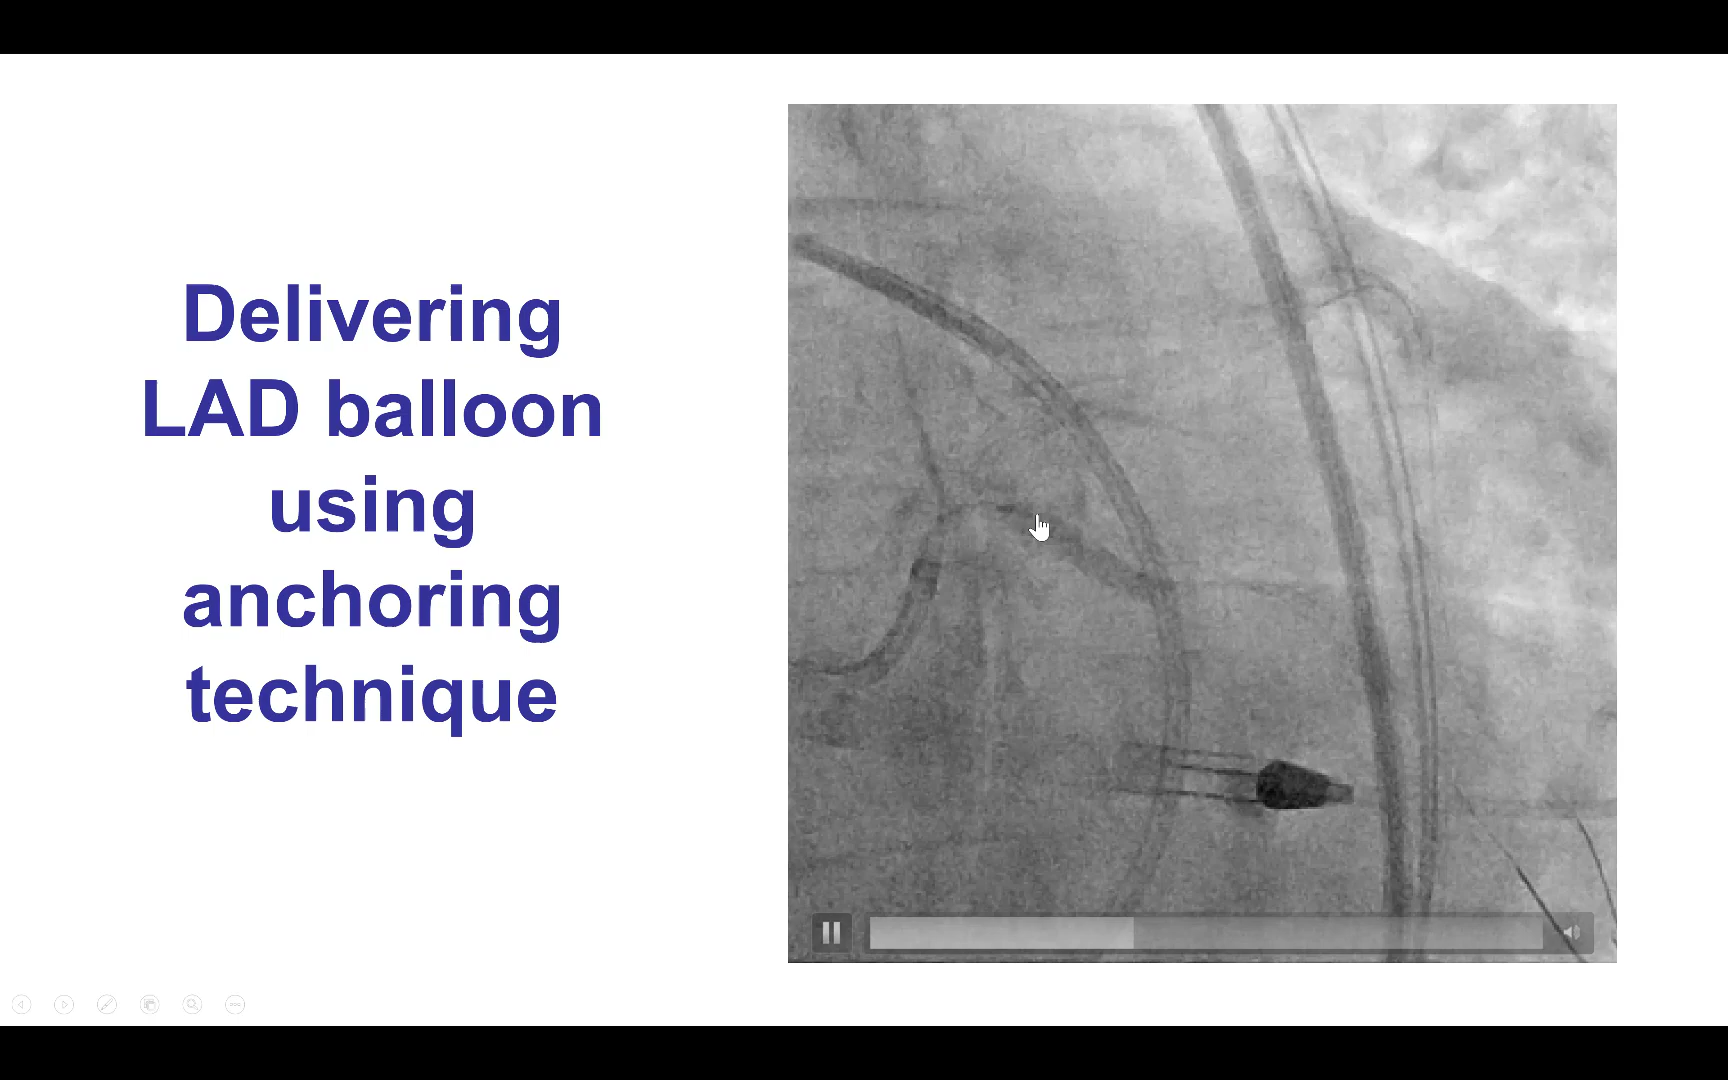 Delivering
LAD balloon
using
anchoring
technique